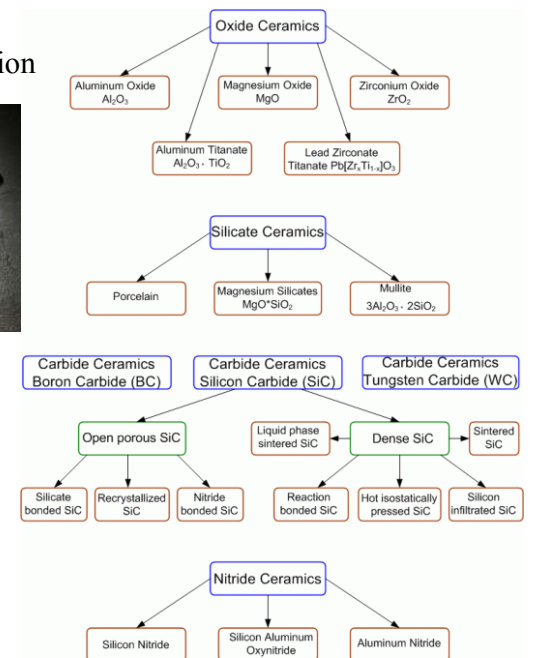 ion
Oxide Ceramics
Aluminum Oxide
Al₂O₃
Magnesium Oxide
MgO
Zirconium Oxide
ZrO₂
Aluminum Titanate
Al₂O₃ · TiO₂
Lead Zirconate
Titanate Pb[ZrₓTi₁₋ₓ]O₃
Silicate Ceramics
Porcelain
Magnesium Silicates
MgO*SiO₂
Mullite
3Al₂O₃ · 2SiO₂
Carbide Ceramics
Boron Carbide (BC)
Carbide Ceramics
Silicon Carbide (SiC)
Carbide Ceramics
Tungsten Carbide (WC)
Open porous SiC
Liquid phase
sintered SiC
Dense SiC
Sintered
SiC
Silicate
bonded SiC
Recrystallized
SiC
Nitride
bonded SiC
Reaction
bonded SiC
Hot isostatically
pressed SiC
Silicon
infiltrated SiC
Nitride Ceramics
Silicon Nitride
Silicon Aluminum
Oxynitride
Aluminum Nitride